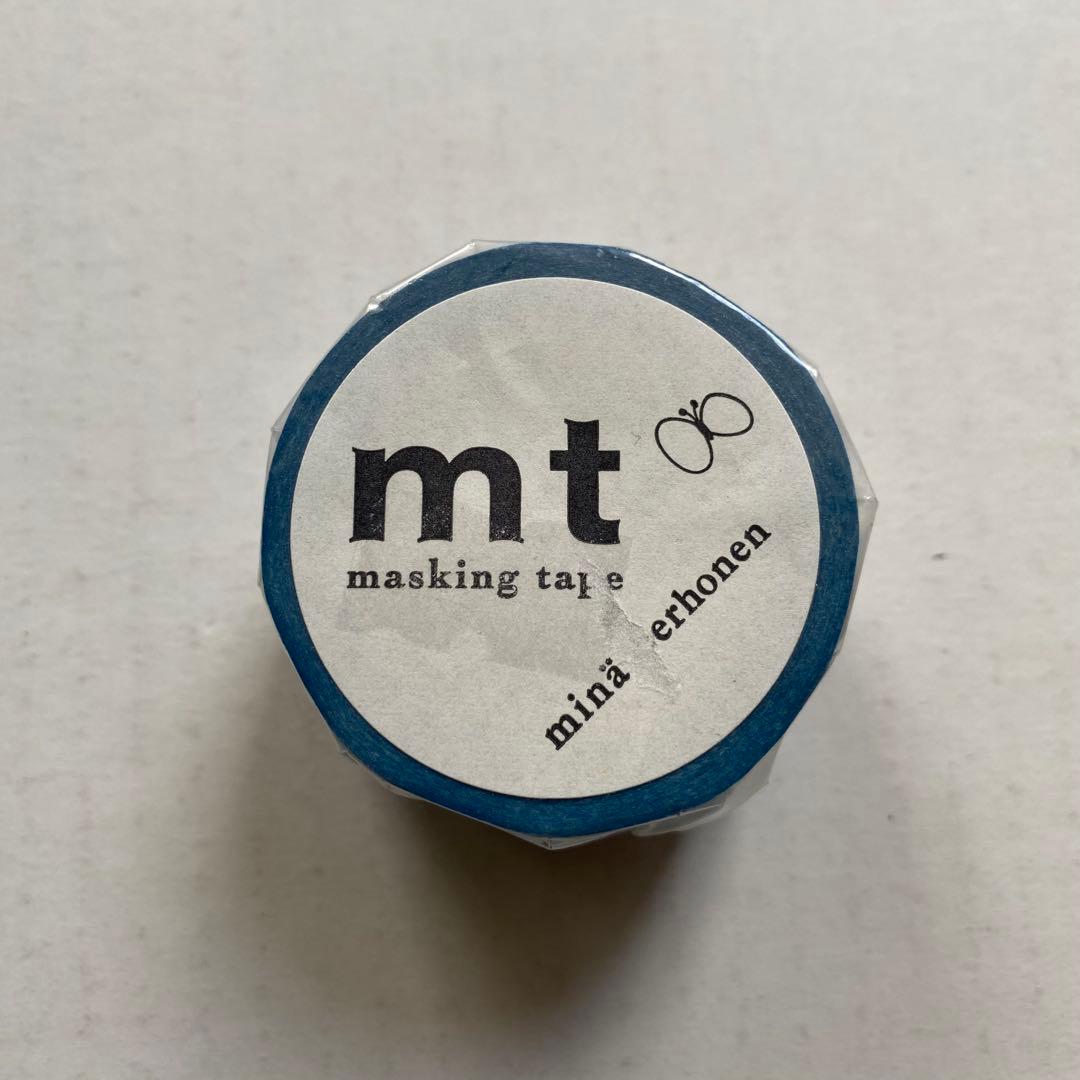 mt
masking tape
minä erhonen